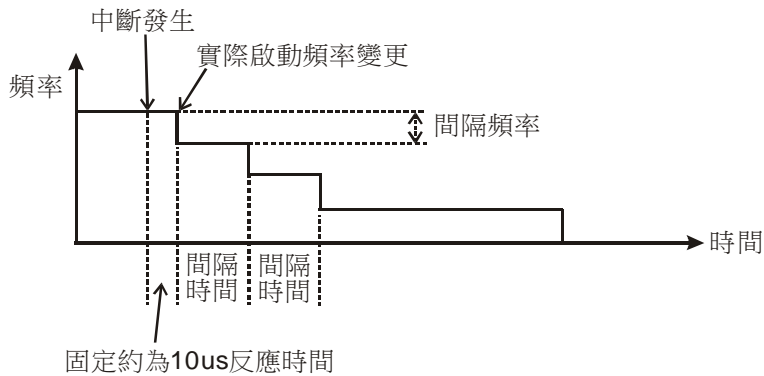 中斷發生
實際啟動頻率變更
頻率
間隔頻率
時間
間隔
時間
間隔
時間
固定約為10us反應時間